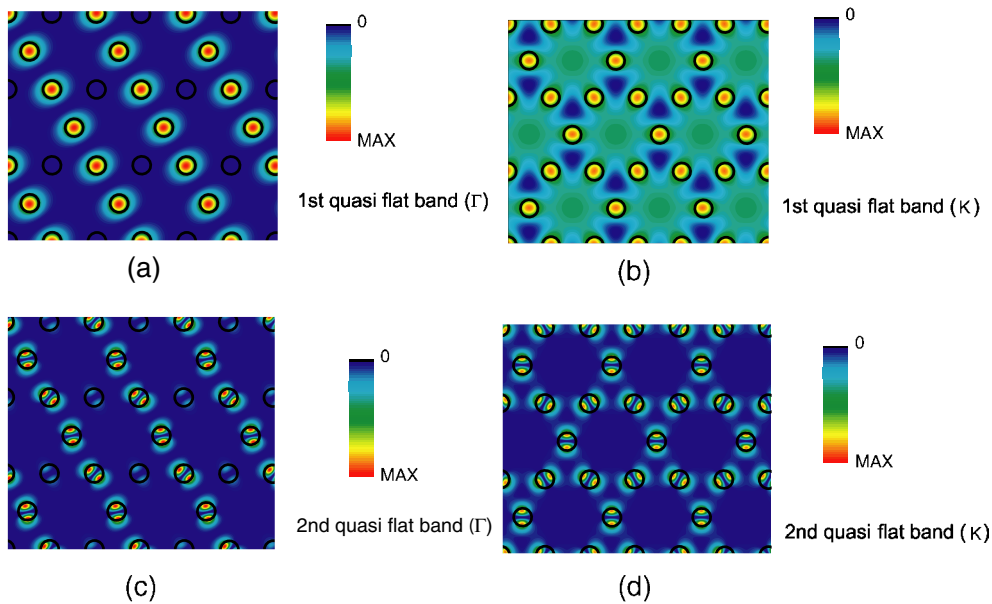 0
MAX
1st quasi flat band (Γ)
(a)
0
MAX
1st quasi flat band (K)
(b)
0
MAX
2nd quasi flat band (Γ)
(c)
0
MAX
2nd quasi flat band (K)
(d)